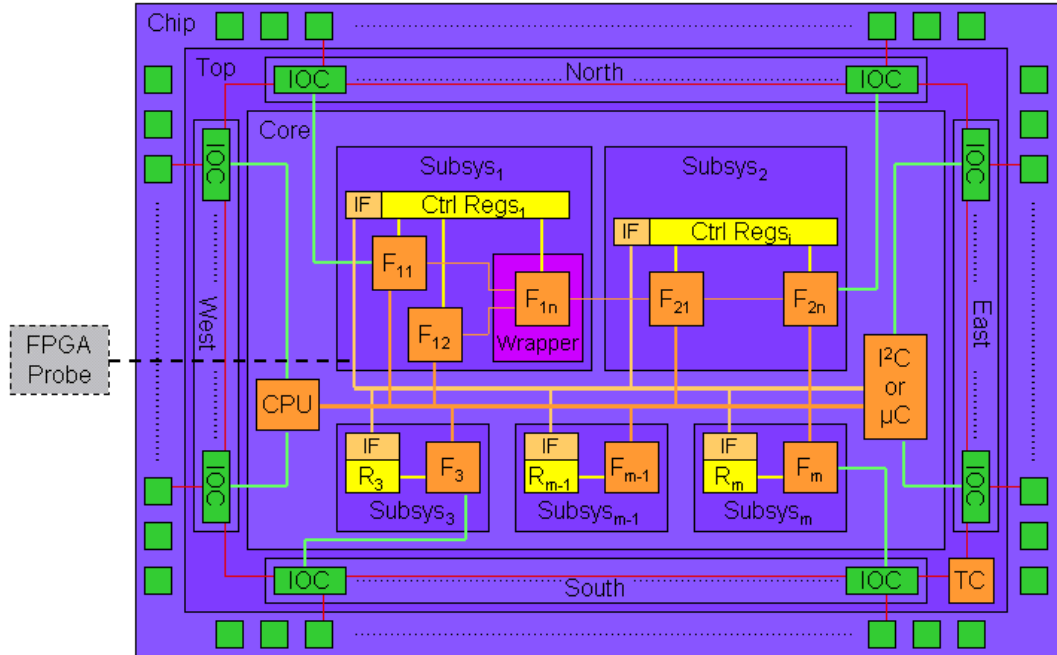 Chip
Top
IOC
North
IOC
Core
IOC
West
IOC
IOC
East
IOC
Subsys₁
IF
Ctrl Regs₁
F₁₁
F₁₂
F₁ₙ
Wrapper
Subsys₂
IF
Ctrl Regsᵢ
F₂₁
F₂ₙ
FPGA
Probe
CPU
I²C
or
µC
IF
R₃
F₃
Subsys₃
IF
Rₘ₋₁
Fₘ₋₁
Subsysₘ₋₁
IF
Rₘ
Fₘ
Subsysₘ
IOC
South
IOC
TC